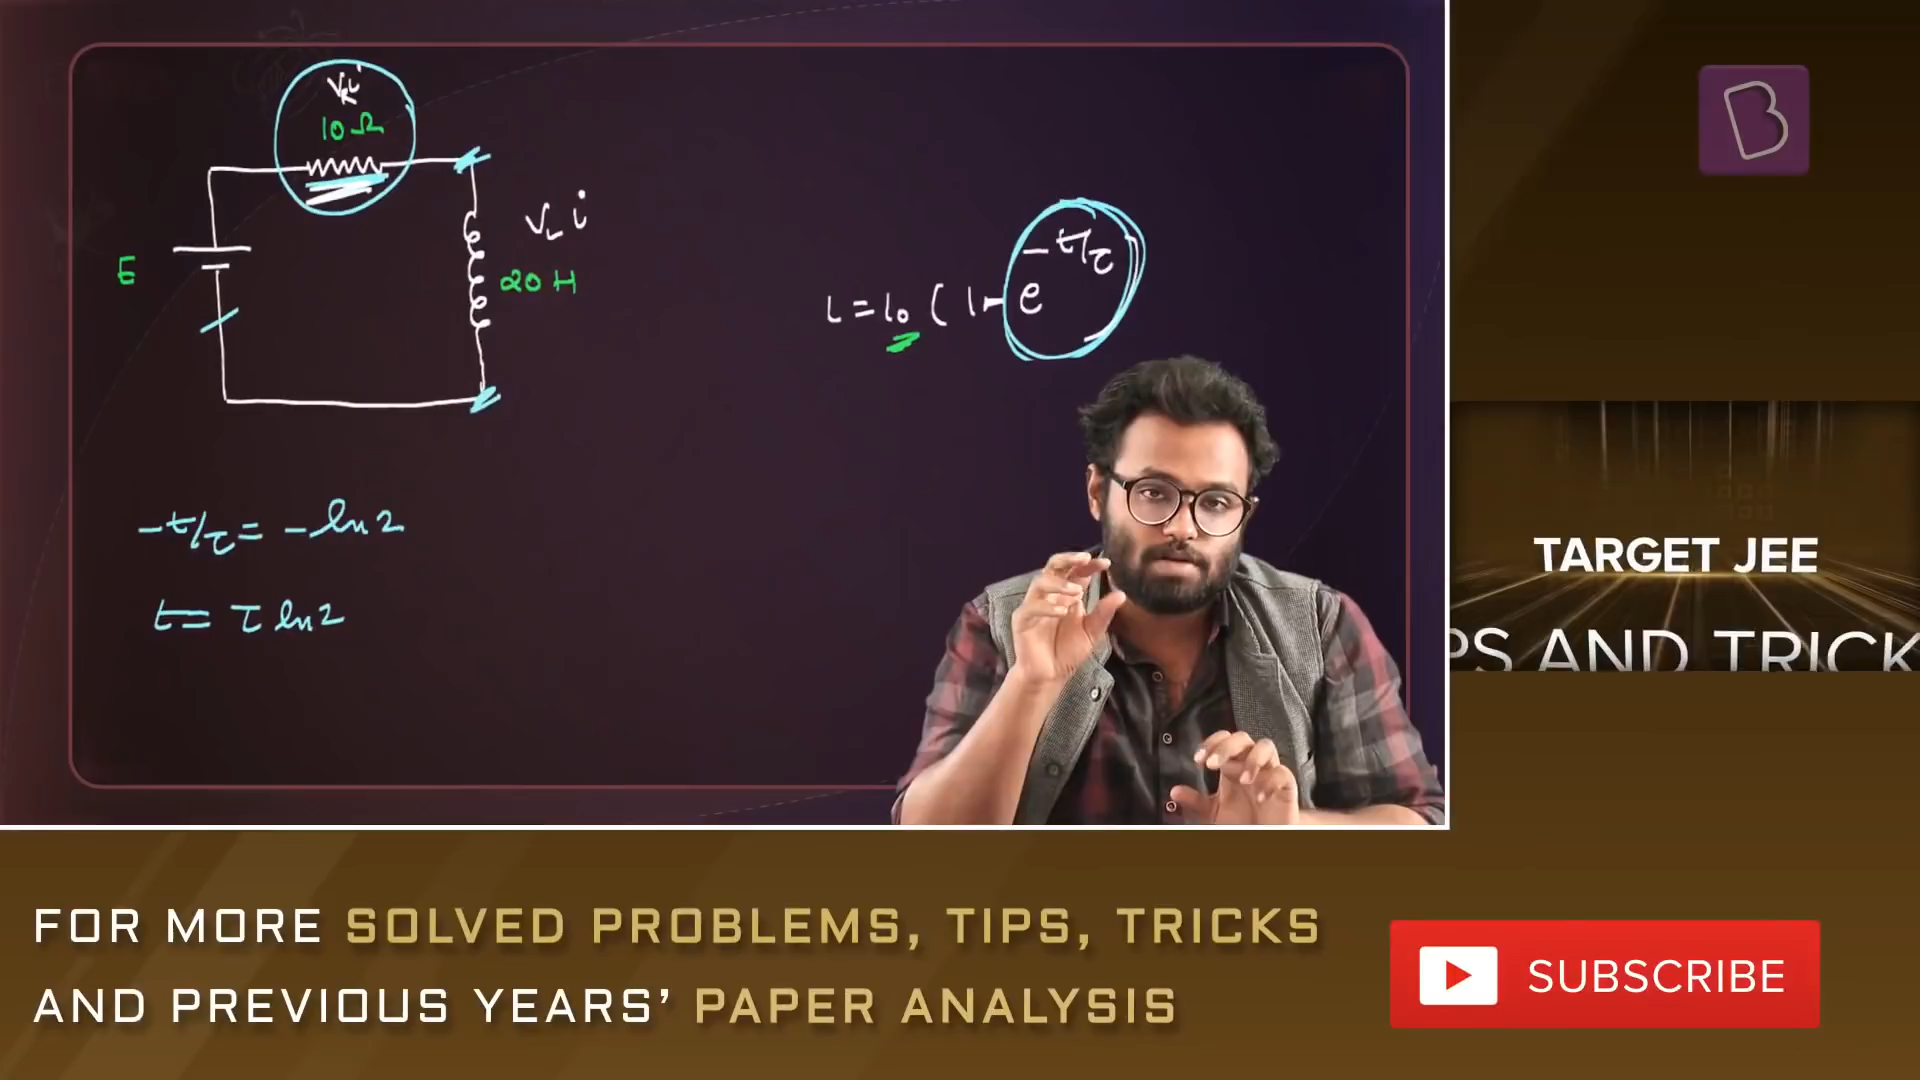 V_R i
10 Ω
E
V_L i
20 H
i = i₀ ( 1 - e^{-t/τ}
-t/τ = - ln 2
t = τ ln 2
B
TARGET JEE
PS AND TRICK
FOR MORE SOLVED PROBLEMS, TIPS, TRICKS
AND PREVIOUS YEARS’ PAPER ANALYSIS
SUBSCRIBE